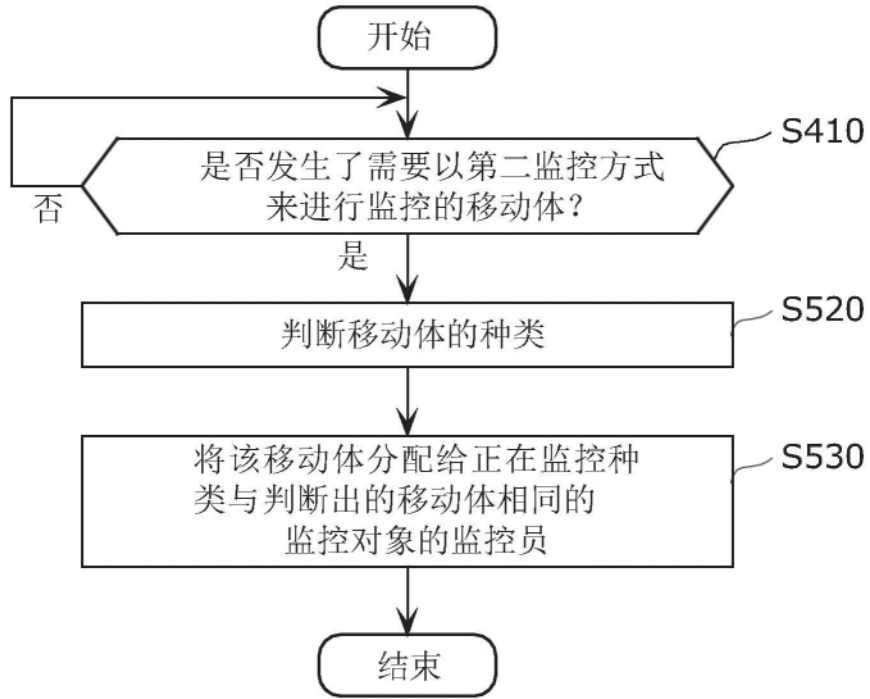 开始
是否发生了需要以第二监控方式
来进行监控的移动体？
S410
否
是
判断移动体的种类
S520
将该移动体分配给正在监控种
类与判断出的移动体相同的
监控对象的监控员
S530
结束